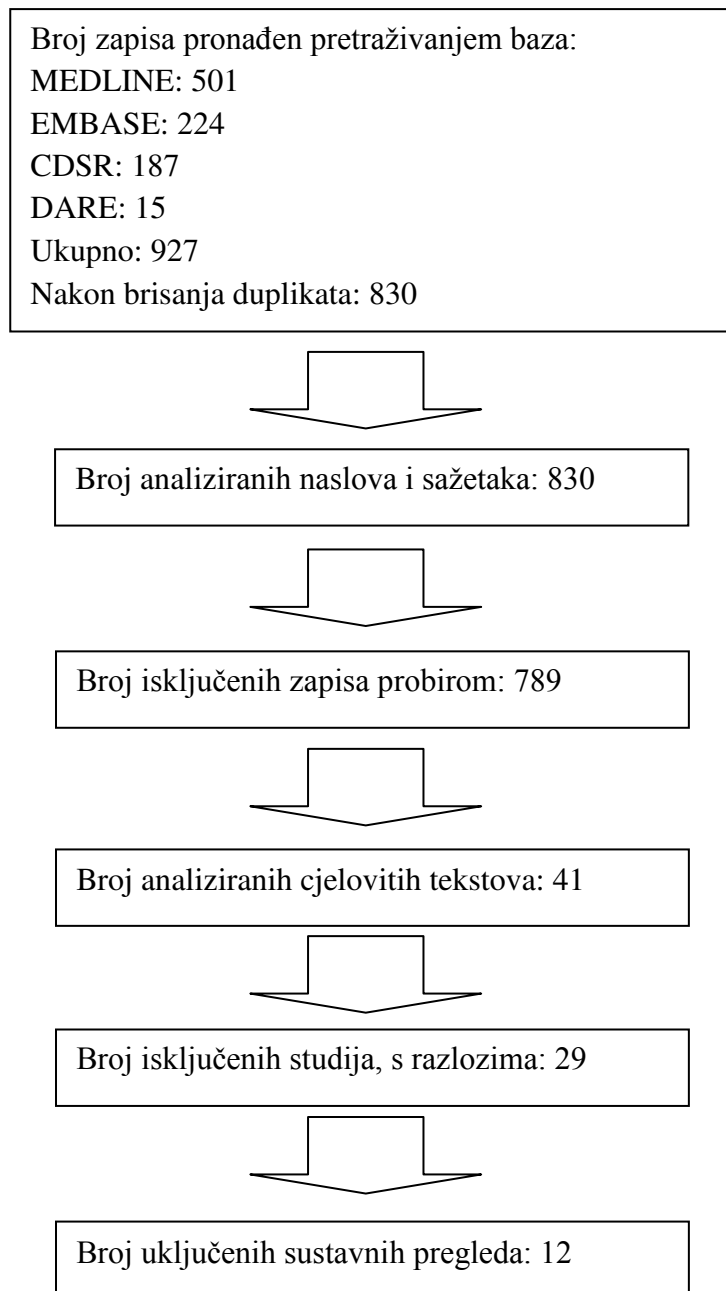 Broj zapisa pronađen pretraživanjem baza:
MEDLINE: 501
EMBASE: 224
CDSR: 187
DARE: 15
Ukupno: 927
Nakon brisanja duplikata: 830
Broj analiziranih naslova i sažetaka: 830
Broj isključenih zapisa probirom: 789
Broj analiziranih cjelovitih tekstova: 41
Broj isključenih studija, s razlozima: 29
Broj uključenih sustavnih pregleda: 12